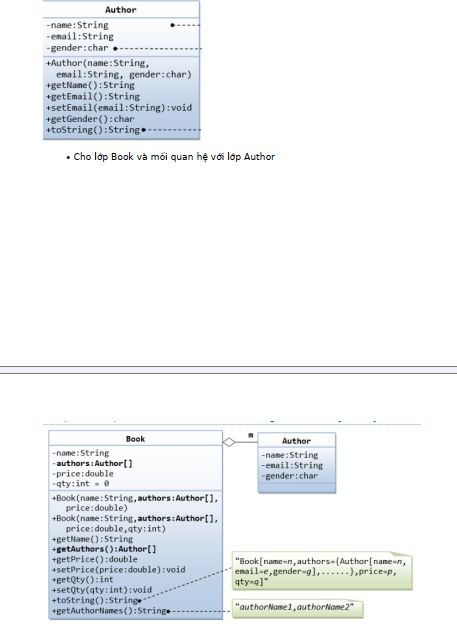 Author
-name:String
-email:String
-gender:char
+Author(name:String,
email:String, gender:char)
+getName():String
+getEmail():String
+setEmail(email:String):void
+getGender():char
+toString():String
• Cho lớp Book và mối quan hệ với lớp Author
Book
-name:String
-authors:Author[]
-price:double
-qty:int = 0
+Book(name:String,authors:Author[],
price:double)
+Book(name:String,authors:Author[],
price:double,qty:int)
+getName():String
+getAuthors():Author[]
+getPrice():double
+setPrice(price:double):void
+getQty():int
+setQty(qty:int):void
+toString():String
+getAuthorNames():String
m
Author
-name:String
-email:String
-gender:char
"Book[name=n,authors={Author[name=n,
email=e,gender=g],......},price=p,
qty=q]"
"authorName1,authorName2"